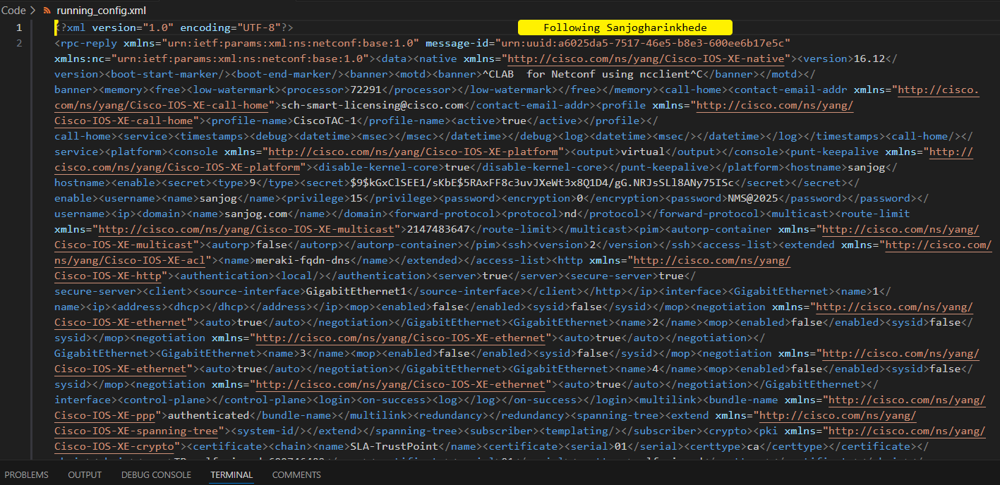 Code > running_config.xml
1 <?xml version="1.0" encoding="UTF-8"?>
Following Sanjogharinkhede
2 <rpc-reply xmlns="urn:ietf:params:xml:ns:netconf:base:1.0" message-id="urn:uuid:a6025da5-7517-46e5-b8e3-600ee6b17e5c"
xmlns:nc="urn:ietf:params:xml:ns:netconf:base:1.0"><data><native xmlns="http://cisco.com/ns/yang/Cisco-IOS-XE-native"><version>16.12</
version><boot-start-marker/><boot-end-marker/><banner><motd><banner>^CLAB  for Netconf using ncclient^C</banner></motd></
banner><memory><free><low-watermark><processor>72291</processor></low-watermark></free></memory><call-home><contact-email-addr xmlns="http://cisco.
com/ns/yang/Cisco-IOS-XE-call-home">sch-smart-licensing@cisco.com</contact-email-addr><profile xmlns="http://cisco.com/ns/yang/
Cisco-IOS-XE-call-home"><profile-name>CiscoTAC-1</profile-name><active>true</active></profile></
call-home><service><timestamps><debug><datetime><msec></msec></datetime></debug><log><datetime><msec/></datetime></log></timestamps><call-home/></
service><platform><console xmlns="http://cisco.com/ns/yang/Cisco-IOS-XE-platform"><output>virtual</output></console><punt-keepalive xmlns="http://
cisco.com/ns/yang/Cisco-IOS-XE-platform"><disable-kernel-core>true</disable-kernel-core></punt-keepalive></platform><hostname>sanjog</
hostname><enable><secret><type>9</type><secret>$9$kGxClSEE1/sKbE$5RAxFF8c3uvJXeWt3x8Q1D4/gG.NRJsSLl8ANy75ISc</secret></secret></
enable><username><name>sanjog</name><privilege>15</privilege><password><encryption>0</encryption><password>NMS@2025</password></password></
username><ip><domain><name>sanjog.com</name></domain><forward-protocol><protocol>nd</protocol></forward-protocol><multicast><route-limit
xmlns="http://cisco.com/ns/yang/Cisco-IOS-XE-multicast">2147483647</route-limit></multicast><pim><autorp-container xmlns="http://cisco.com/ns/yang/
Cisco-IOS-XE-multicast"><autorp>false</autorp></autorp-container></pim><ssh><version>2</version></ssh><access-list><extended xmlns="http://cisco.com/
ns/yang/Cisco-IOS-XE-acl"><name>meraki-fqdn-dns</name></extended></access-list><http xmlns="http://cisco.com/ns/yang/
Cisco-IOS-XE-http"><authentication><local/></authentication><server>true</server><secure-server>true</
secure-server><client><source-interface>GigabitEthernet1</source-interface></client></http></ip><interface><GigabitEthernet><name>1</
name><ip><address><dhcp></dhcp></address></ip><mop><enabled>false</enabled><sysid>false</sysid></mop><negotiation xmlns="http://cisco.com/ns/yang/
Cisco-IOS-XE-ethernet"><auto>true</auto></negotiation></GigabitEthernet><GigabitEthernet><name>2</name><mop><enabled>false</enabled><sysid>false</
sysid></mop><negotiation xmlns="http://cisco.com/ns/yang/Cisco-IOS-XE-ethernet"><auto>true</auto></negotiation></
GigabitEthernet><GigabitEthernet><name>3</name><mop><enabled>false</enabled><sysid>false</sysid></mop><negotiation xmlns="http://cisco.com/ns/yang/
Cisco-IOS-XE-ethernet"><auto>true</auto></negotiation></GigabitEthernet><GigabitEthernet><name>4</name><mop><enabled>false</enabled><sysid>false</
sysid></mop><negotiation xmlns="http://cisco.com/ns/yang/Cisco-IOS-XE-ethernet"><auto>true</auto></negotiation></GigabitEthernet></
interface><control-plane></control-plane><login><on-success><log></log></on-success></login><multilink><bundle-name xmlns="http://cisco.com/ns/yang/
Cisco-IOS-XE-ppp">authenticated</bundle-name></multilink><redundancy></redundancy><spanning-tree><extend xmlns="http://cisco.com/ns/yang/
Cisco-IOS-XE-spanning-tree"><system-id/></extend></spanning-tree><subscriber><templating/></subscriber><crypto><pki xmlns="http://cisco.com/ns/yang/
Cisco-IOS-XE-crypto"><certificate><chain><name>SLA-TrustPoint</name><certificate><serial>01</serial><certtype>ca</certtype></certificate></
PROBLEMS OUTPUT DEBUG CONSOLE TERMINAL COMMENTS